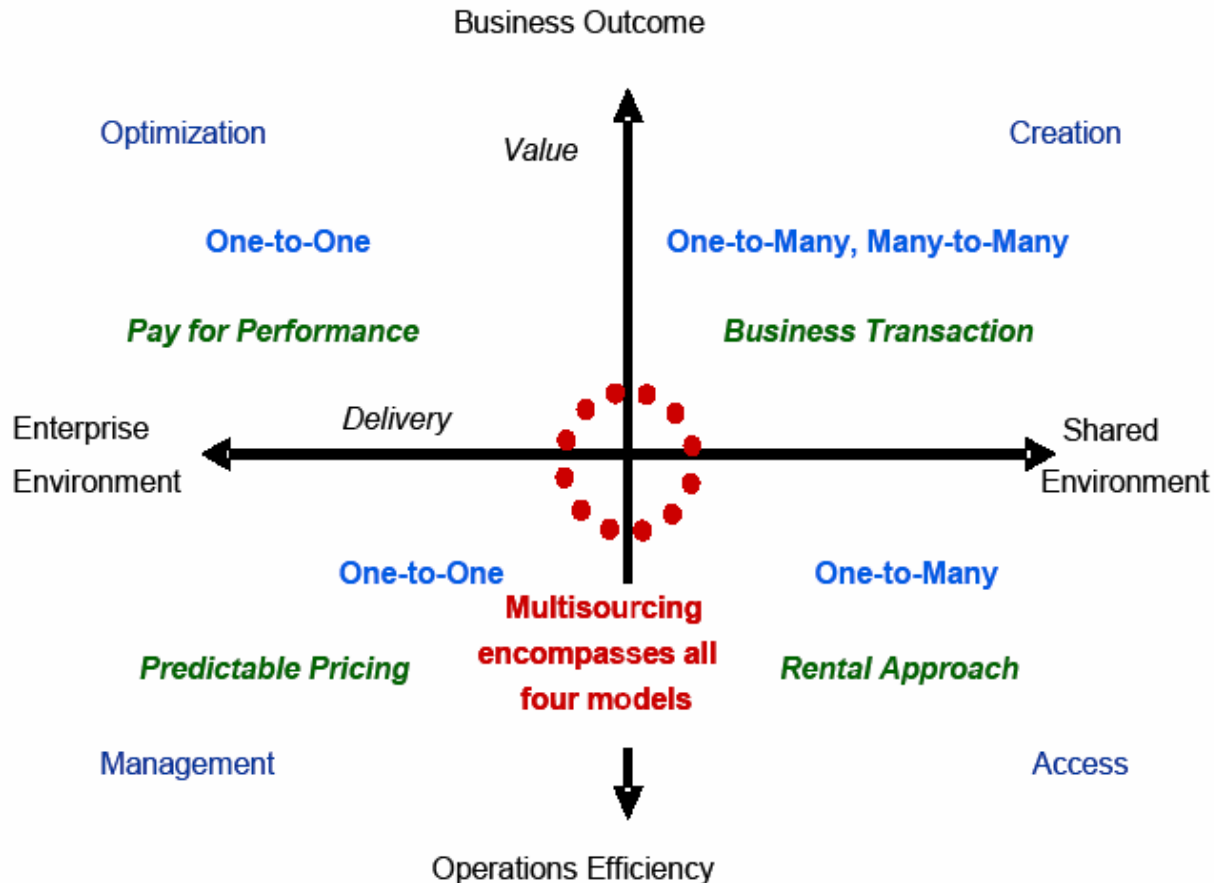 Business Outcome
Optimization
Value
Creation
One-to-One
One-to-Many, Many-to-Many
Pay for Performance
Business Transaction
Enterprise
Environment
Delivery
Shared
Environment
One-to-One
One-to-Many
Multisourcing
encompasses all
four models
Predictable Pricing
Rental Approach
Management
Access
Operations Efficiency